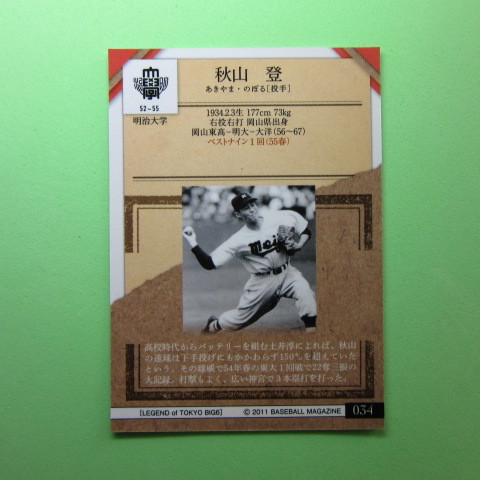 52〜55
明治大学
秋山 登
あきやま・のぼる[投手]
1934.2.3生 177cm 73kg
右投右打 岡山県出身
岡山東高－明大－大洋(56〜67)
ベストナイン1回(55春)
Meiji
高校時代からバッテリーを組む土井淳によれば、秋山
の速球は下手投げにもかかわらず150㌔を超えていた
という。その球威で54年春の東大1回戦で22奪三振の
大記録。打撃もよく、広い神宮で3本塁打を打った。
[LEGEND of TOKYO BIG6]
© 2011 BASEBALL MAGAZINE
034